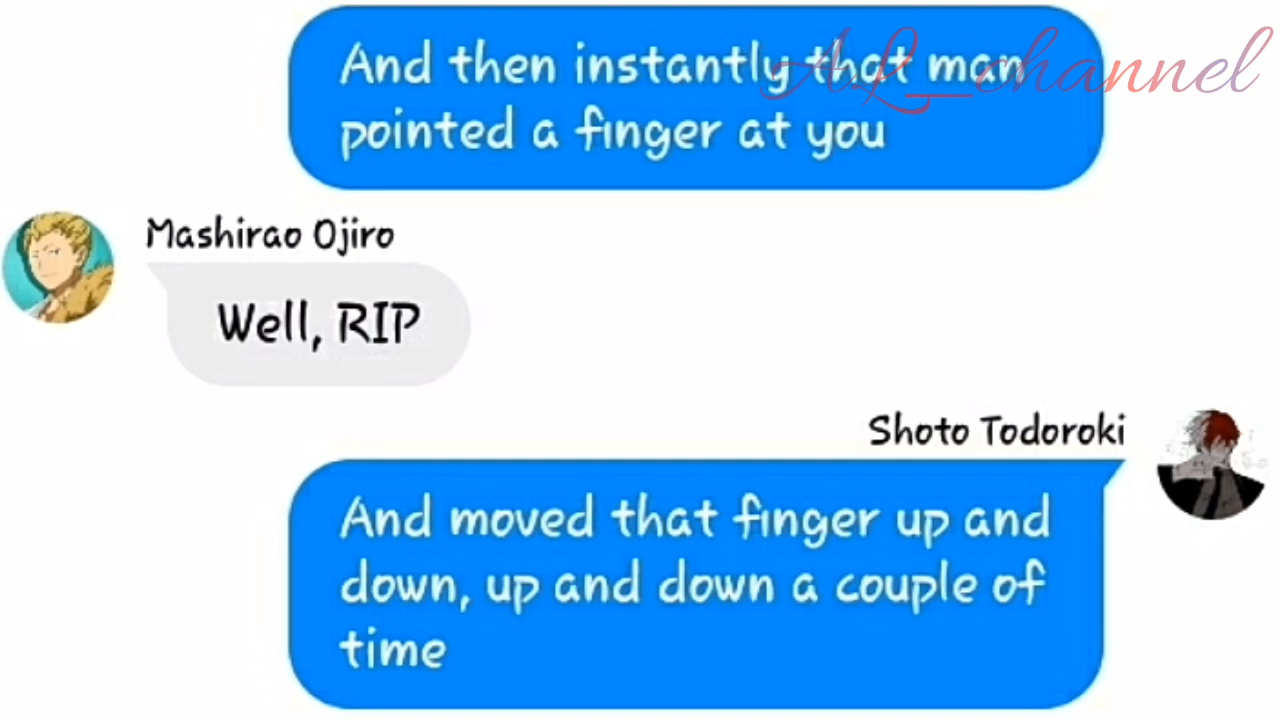 And then instantly that man
AL_channel
pointed a finger at you
Mashirao Ojiro
Well, RIP
Shoto Todoroki
And moved that finger up and
down, up and down a couple of
time